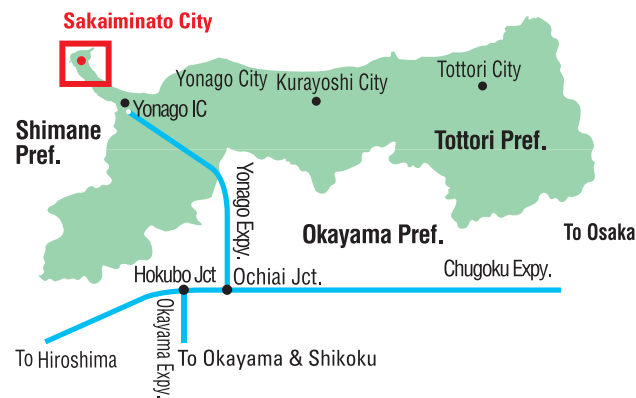 Sakaiminato City
Yonago City
Kurayoshi City
Tottori City
Yonago IC
Shimane
Pref.
Tottori Pref.
Yonago Expy.
Okayama Pref.
To Osaka
Hokubo Jct
Ochiai Jct.
Chugoku Expy.
Okayama Expy.
To Hiroshima
To Okayama & Shikoku